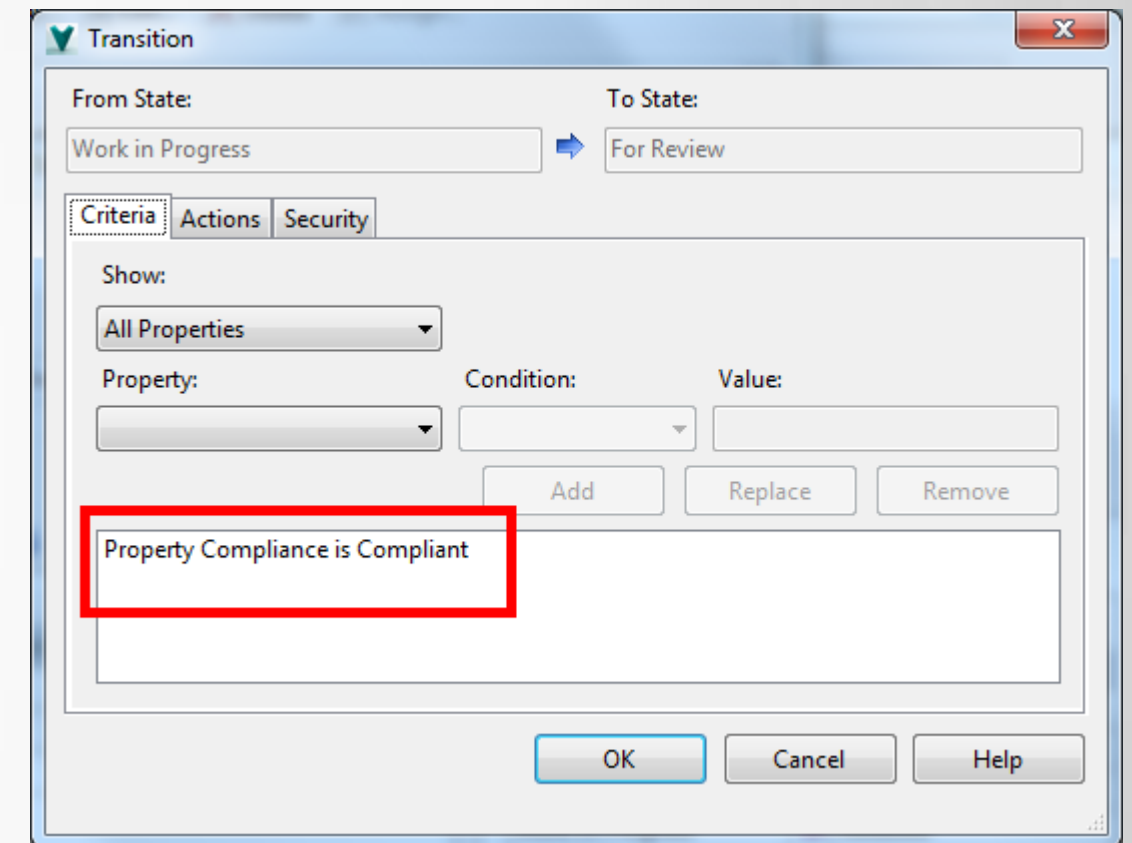 Transition
From State: To State:
Work in Progress For Review
Criteria Actions Security
Show:
All Properties
Property: Condition: Value:
Add Replace Remove
Property Compliance is Compliant
OK Cancel Help